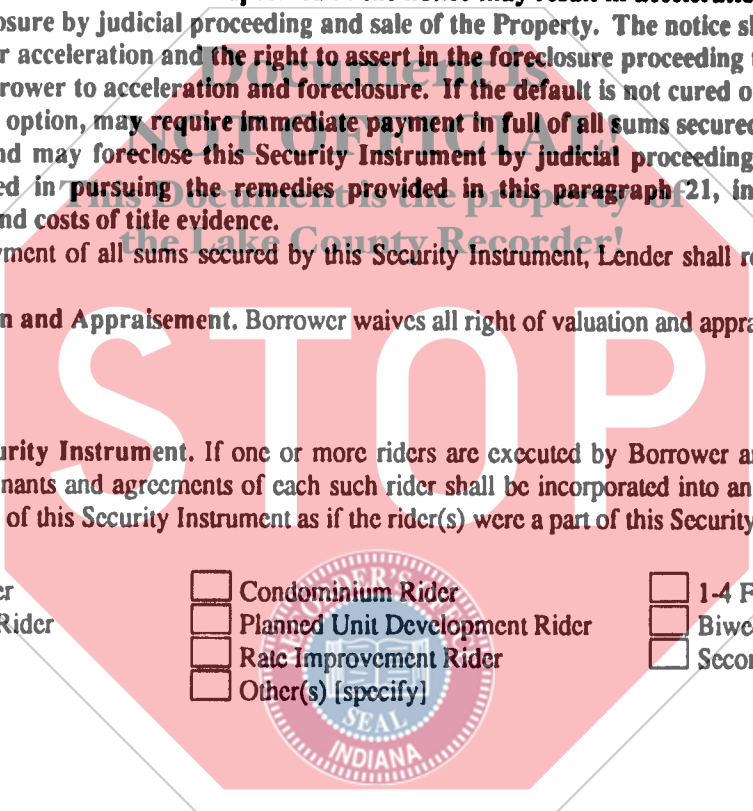 osure by judicial proceeding and sale of the Property. The notice
r acceleration and the right to assert in the foreclosure proceeding
rower to acceleration and foreclosure. If the default is not cured o
option, may require immediate payment in full of all sums secured
nd may foreclose this Security Instrument by judicial proceeding
ed in pursuing the remedies provided in this paragraph 21, in
nd costs of title evidence.
yment of all sums secured by this Security Instrument, Lender shall re
Document is
NOT OFFICIAL!
This Document is the property of
the Lake County Recorder!
n and Appraisement. Borrower waives all right of valuation and appra
STOP
urity Instrument. If one or more riders are executed by Borrower a
nants and agreements of each such rider shall be incorporated into an
of this Security Instrument as if the rider(s) were a part of this Security
er Condominium Rider 1-4 F
Rider Planned Unit Development Rider Biwe
Rate Improvement Rider Secon
Other(s) [specify]
SEAL
INDIANA